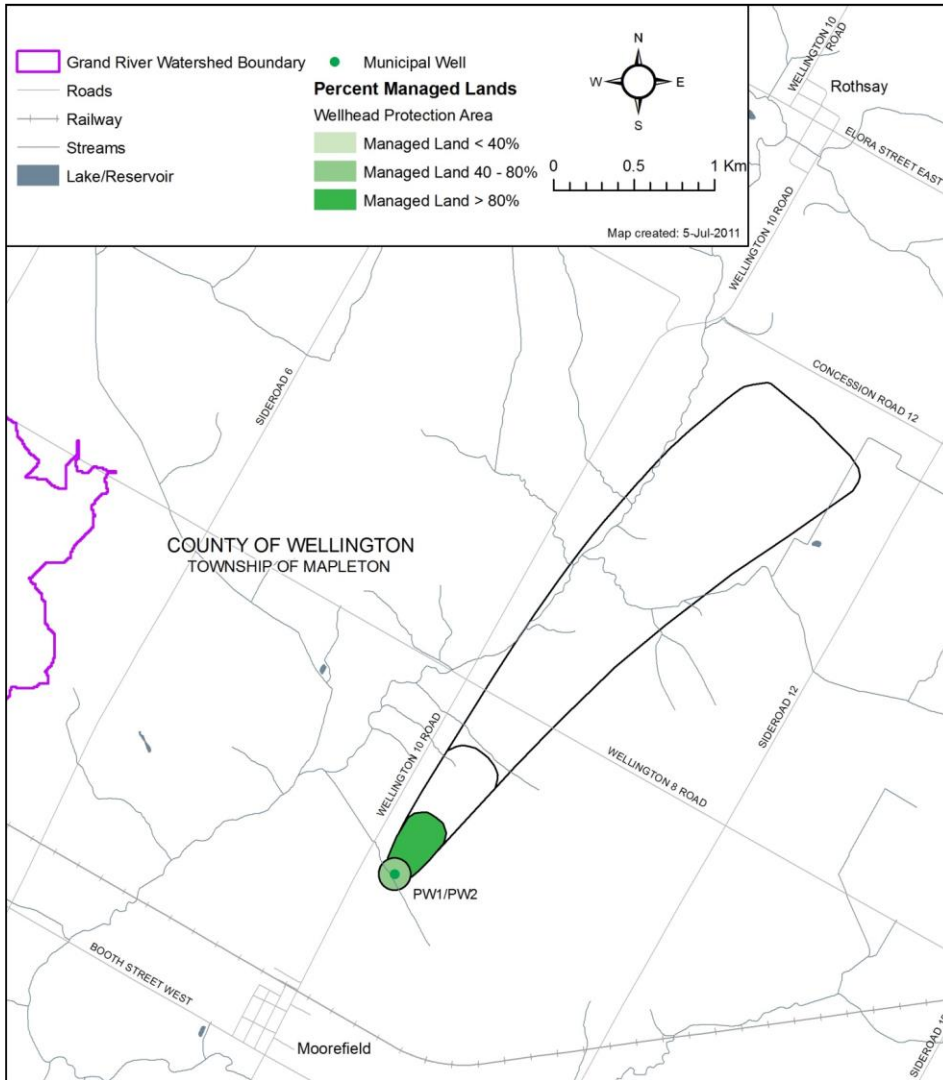 Grand River Watershed Boundary
Roads
Railway
Streams
Lake/Reservoir
Municipal Well
Percent Managed Lands
Wellhead Protection Area
Managed Land < 40%
Managed Land 40 - 80%
Managed Land > 80%
N
W E
S
0 0.5 1 Km
Map created: 5-Jul-2011
WELLINGTON 10
ROAD
Rothsay
ELORA STREET EAST
WELLINGTON 10 ROAD
SIDEROAD 6
CONCESSION ROAD 12
COUNTY OF WELLINGTON
TOWNSHIP OF MAPLETON
WELLINGTON 10 ROAD
SIDEROAD 12
WELLINGTON 8 ROAD
PW1/PW2
BOOTH STREET WEST
Moorefield